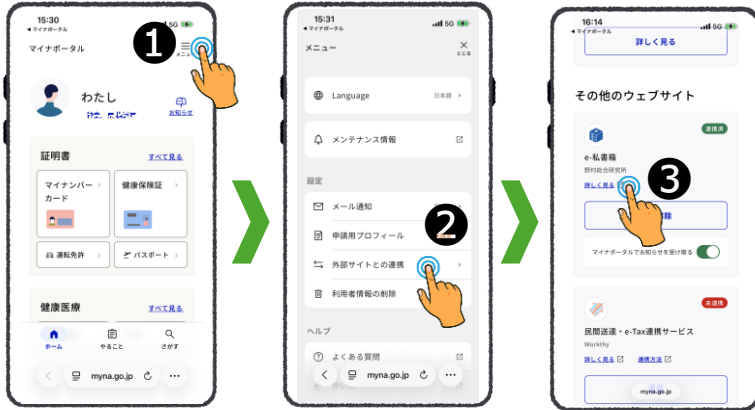 15:30
5G
マイナポータル
マイナポータル
1
わたし
お知らせ
証明書
すべて見る
マイナンバーカード
健康保険証
運転免許
パスポート
健康医療
すべて見る
ホーム
やること
さがす
myna.go.jp
15:31
5G
マイナポータル
メニュー
とじる
Language
日本語
メンテナンス情報
設定
メール通知
2
申請用プロフィール
外部サイトとの連携
利用者情報の削除
ヘルプ
よくある質問
myna.go.jp
16:14
5G
マイナポータル
詳しく見る
その他のウェブサイト
連携済
e-私書箱
野村総合研究所
詳しく見る
3
除
マイナポータルでお知らせを受け取る
未連携
民間送達・e-Tax連携サービス
Workthy
詳しく見る
連携方法
myna.go.jp